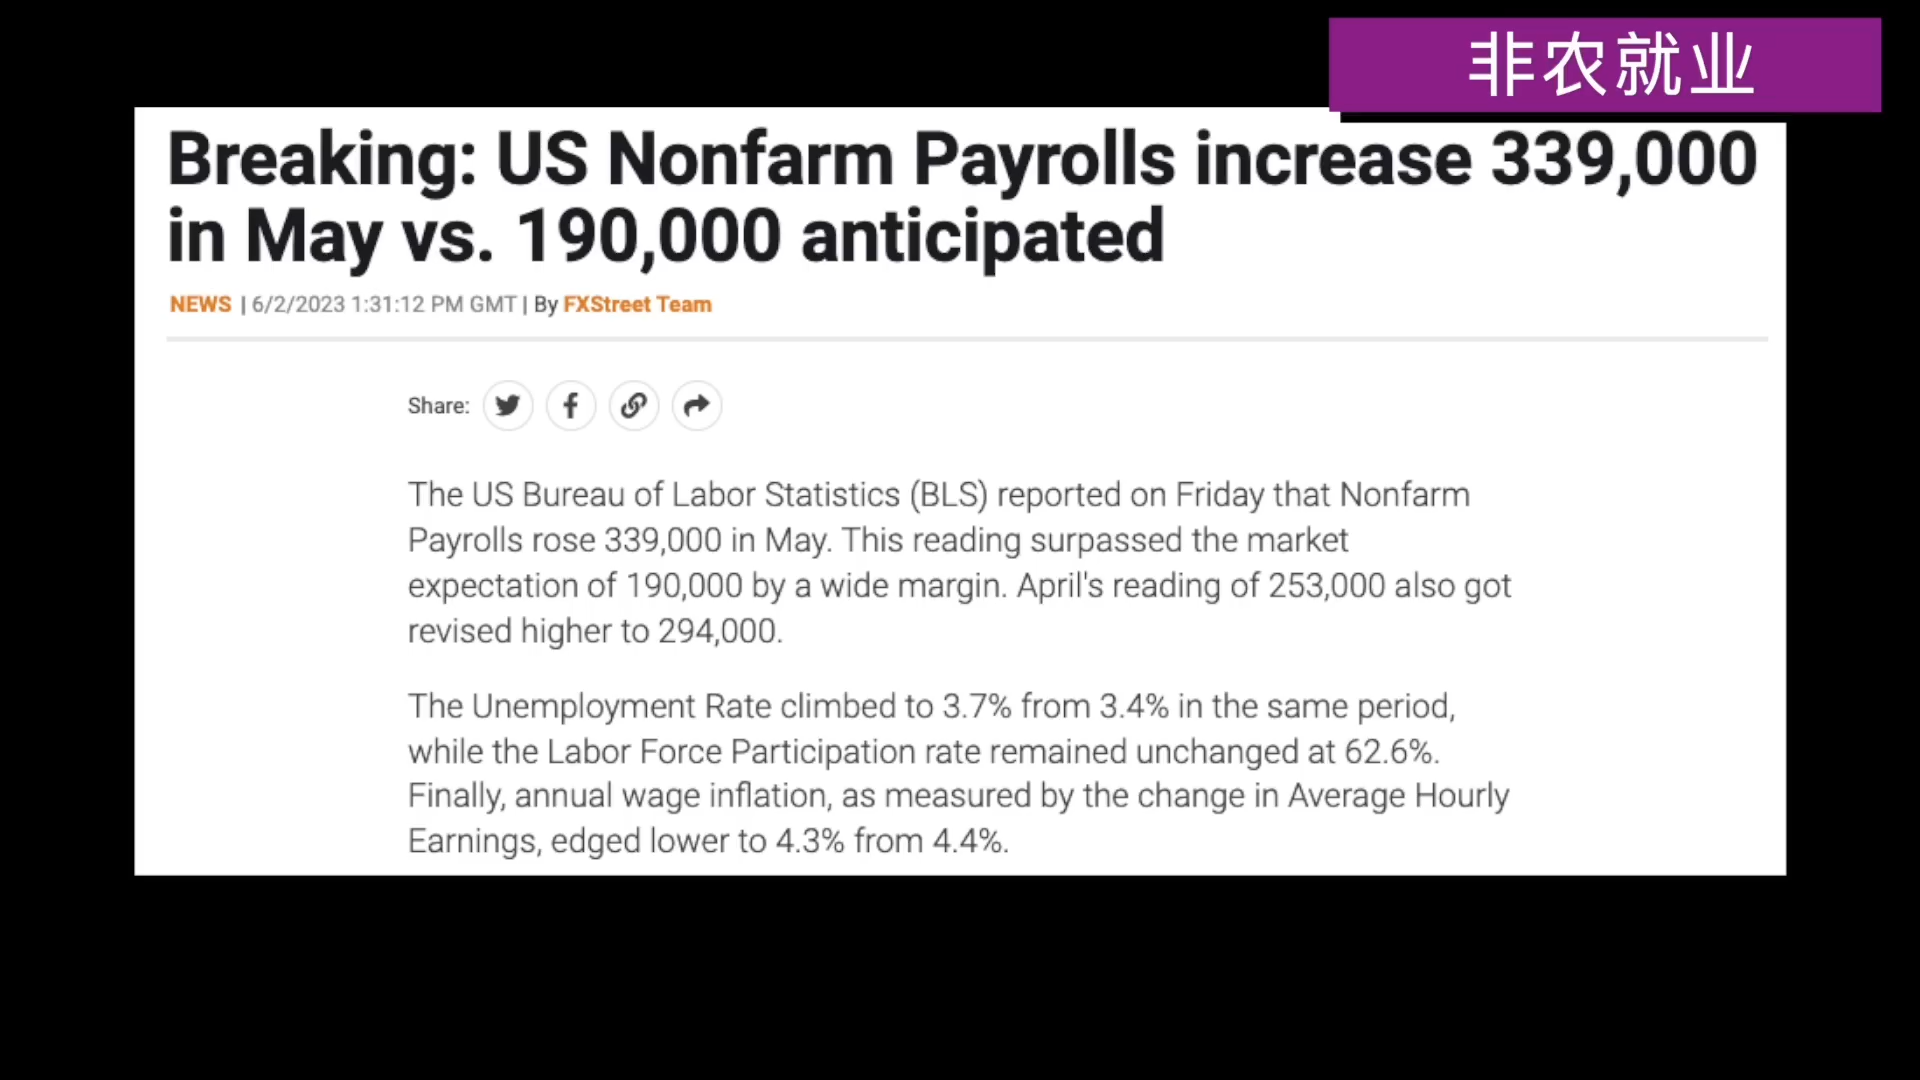 非农就业
Breaking: US Nonfarm Payrolls increase 339,000
in May vs. 190,000 anticipated
NEWS | 6/2/2023 1:31:12 PM GMT | By FXStreet Team
Share:
The US Bureau of Labor Statistics (BLS) reported on Friday that Nonfarm
Payrolls rose 339,000 in May. This reading surpassed the market
expectation of 190,000 by a wide margin. April's reading of 253,000 also got
revised higher to 294,000.
The Unemployment Rate climbed to 3.7% from 3.4% in the same period,
while the Labor Force Participation rate remained unchanged at 62.6%.
Finally, annual wage inflation, as measured by the change in Average Hourly
Earnings, edged lower to 4.3% from 4.4%.